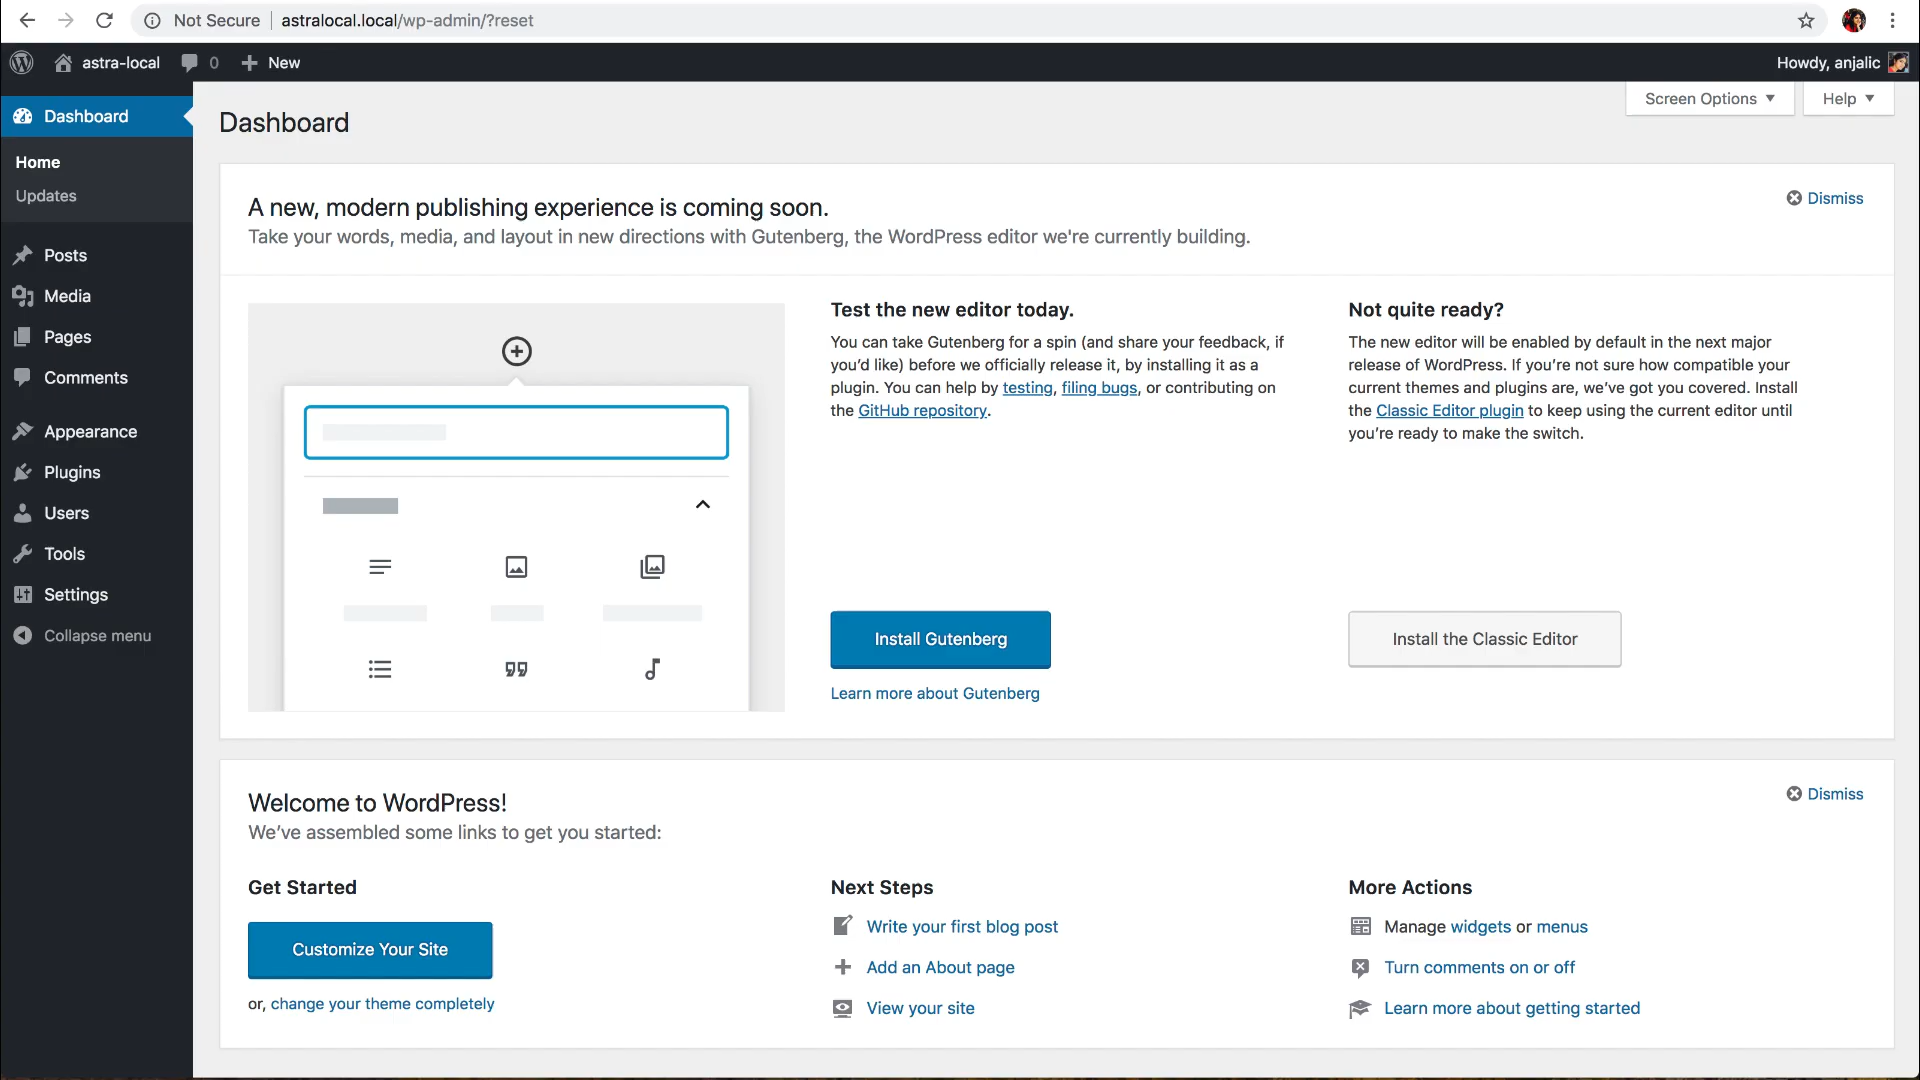 Not Secure astralocal.local/wp-admin/?reset
astra-local 0 New Howdy, anjalic
Dashboard
Home
Updates
Posts
Media
Pages
Comments
Appearance
Plugins
Users
Tools
Settings
Collapse menu
Screen Options Help
Dashboard
A new, modern publishing experience is coming soon.
Dismiss
Take your words, media, and layout in new directions with Gutenberg, the WordPress editor we're currently building.
Test the new editor today.
You can take Gutenberg for a spin (and share your feedback, if
you’d like) before we officially release it, by installing it as a
plugin. You can help by testing, filing bugs, or contributing on
the GitHub repository.
Install Gutenberg
Learn more about Gutenberg
Not quite ready?
The new editor will be enabled by default in the next major
release of WordPress. If you’re not sure how compatible your
current themes and plugins are, we’ve got you covered. Install
the Classic Editor plugin to keep using the current editor until
you’re ready to make the switch.
Install the Classic Editor
Welcome to WordPress!
Dismiss
We’ve assembled some links to get you started:
Get Started
Customize Your Site
or, change your theme completely
Next Steps
Write your first blog post
Add an About page
View your site
More Actions
Manage widgets or menus
Turn comments on or off
Learn more about getting started